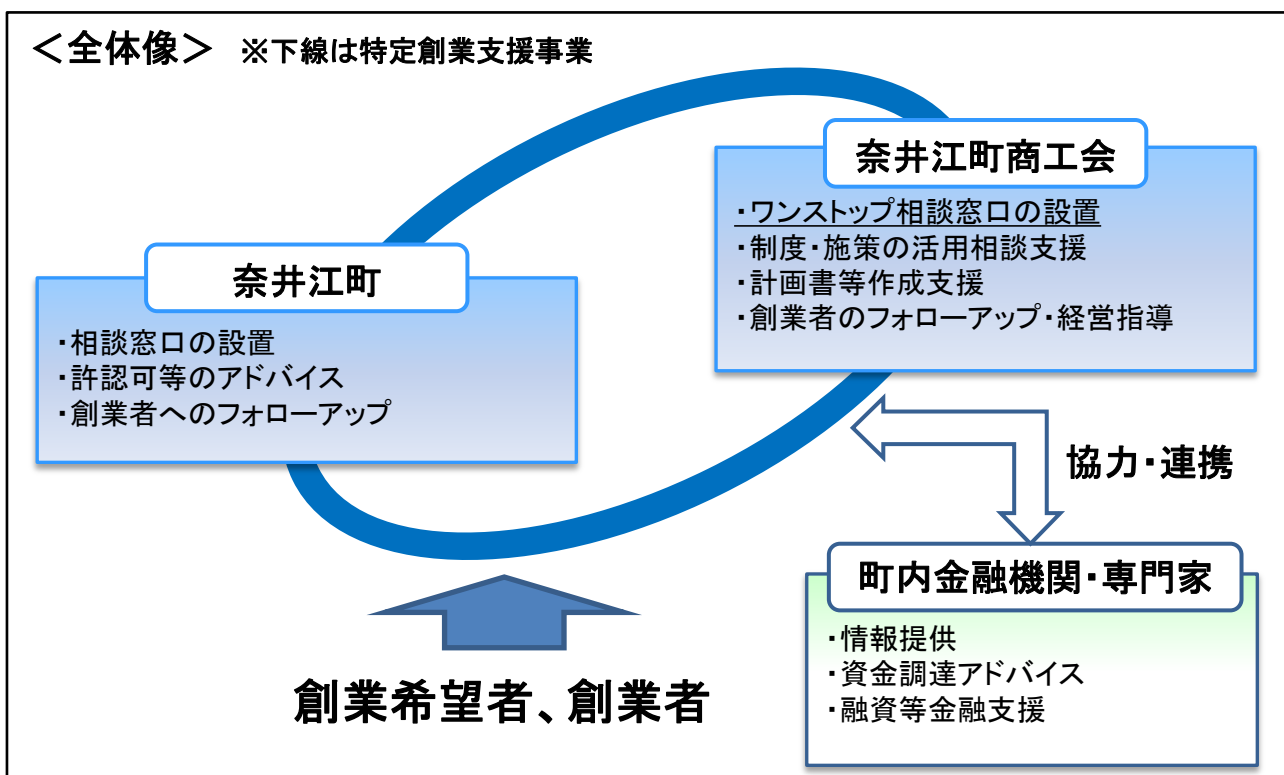 ＜全体像＞ ※下線は特定創業支援事業
奈井江町商工会
・ワンストップ相談窓口の設置
・制度・施策の活用相談支援
・計画書等作成支援
・創業者のフォローアップ・経営指導
奈井江町
・相談窓口の設置
・許認可等のアドバイス
・創業者へのフォローアップ
協力・連携
町内金融機関・専門家
・情報提供
・資金調達アドバイス
・融資等金融支援
創業希望者、創業者